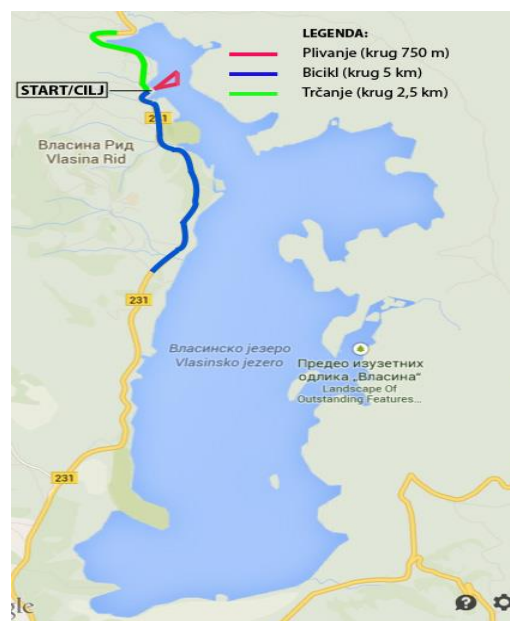 LEGENDA:
Plivanje (krug 750 m)
Bicikl (krug 5 km)
Trčanje (krug 2,5 km)
START/CILJ
231
Власина Рид
Vlasina Rid
231
Власинско језеро
Vlasinsko jezero
Предео изузетних
одлика „Власина“
Landscape Of
Outstanding Features...
231
gle